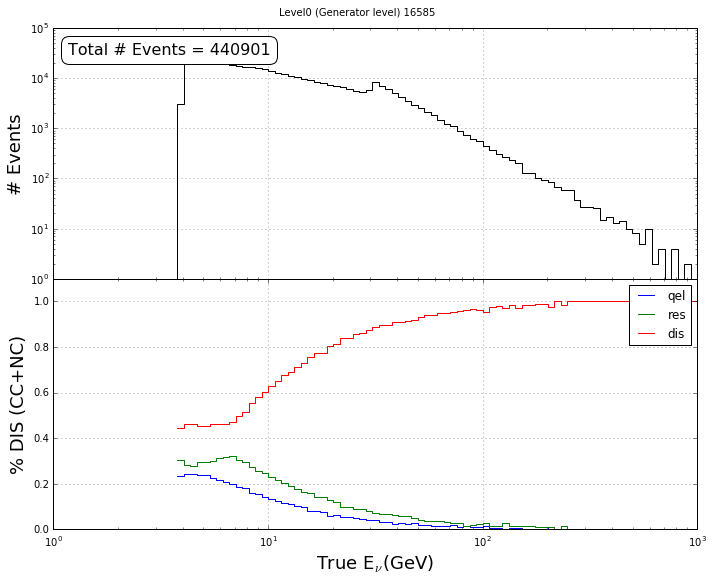 Level0 (Generator level) 16585
Total # Events = 440901
# Events
10^5
10^4
10^3
10^2
10^1
10^0
% DIS (CC+NC)
1.0
0.8
0.6
0.4
0.2
0.0
qel
res
dis
10^0 10^1 10^2 10^3
True E_ν(GeV)